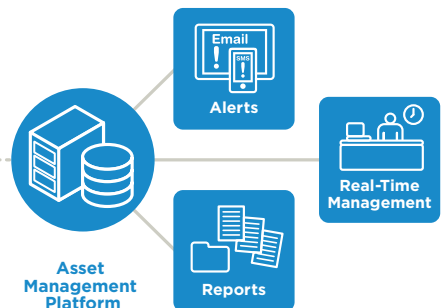 Email
SMS
Alerts
Real-Time
Management
Asset
Management
Platform
Reports